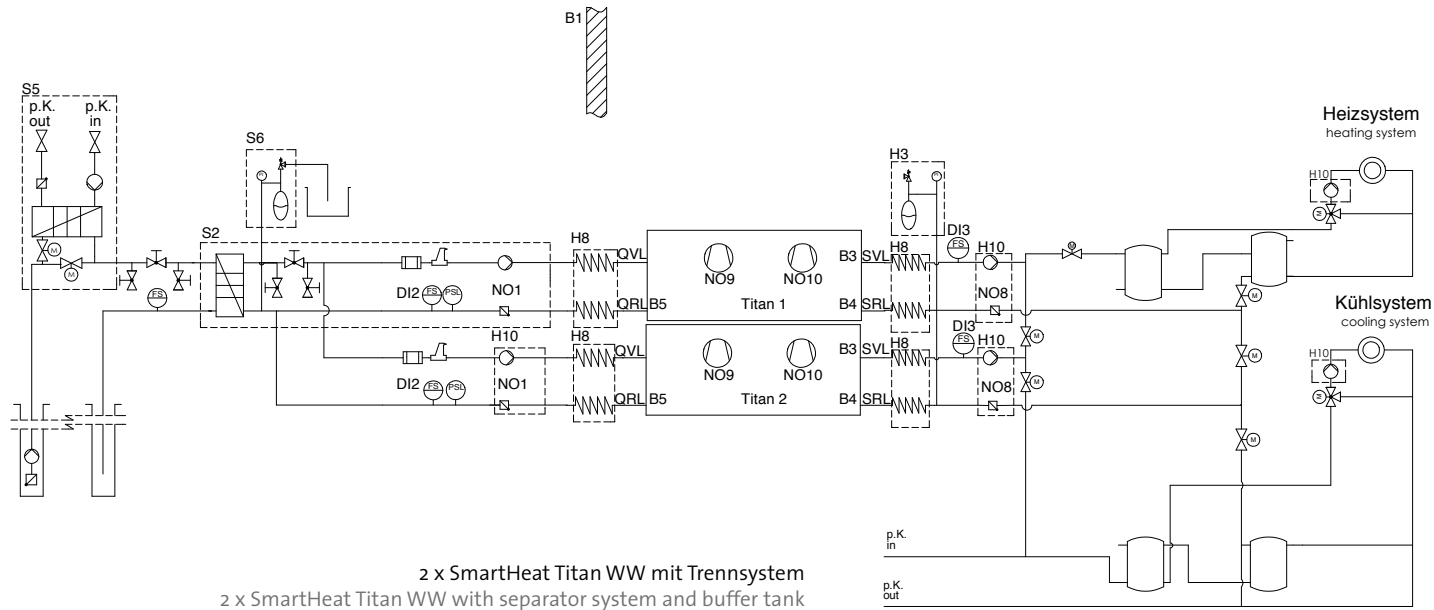 B1
S5
p.K. out
p.K. in
S6
S2
FS
M
M
DI2 FS PSL
NO1
H8
QVL
QRL B5
NO9
NO10
Titan 1
B3 SVL
B4 SRL
H3
H8
DI3
FS
H10
NO8
M
H10
M
Heizsystem
heating system
DI2 FS PSL
H10
NO1
H8
QVL
QRL B5
NO9
NO10
Titan 2
B3 SVL
B4 SRL
DI3
FS
H10
NO8
M
M
M
M
M
Kühlsystem
cooling system
H10
M
p.K. in
p.K. out
2 x SmartHeat Titan WW mit Trennsystem
2 x SmartHeat Titan WW with separator system and buffer tank